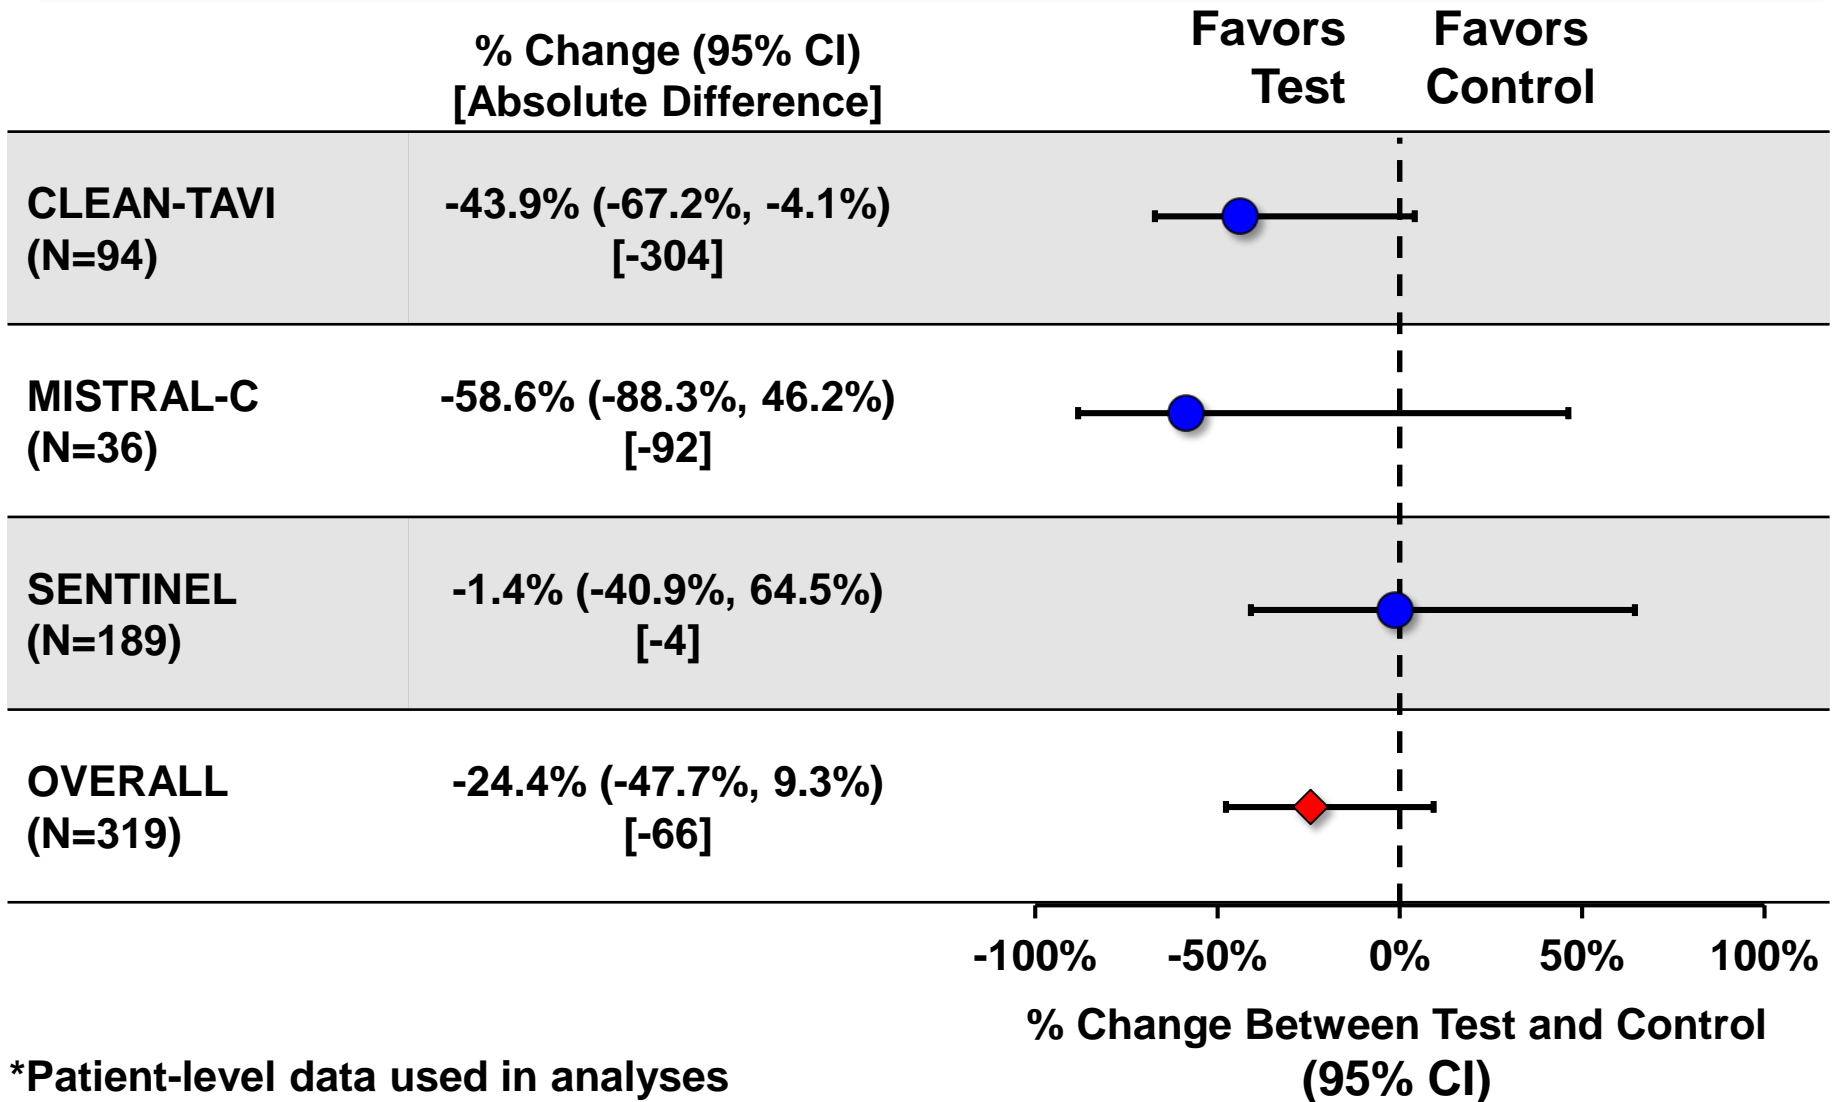 % Change (95% CI)
[Absolute Difference]
Favors
Test
Favors
Control
CLEAN-TAVI
(N=94)
-43.9% (-67.2%, -4.1%)
[-304]
MISTRAL-C
(N=36)
-58.6% (-88.3%, 46.2%)
[-92]
SENTINEL
(N=189)
-1.4% (-40.9%, 64.5%)
[-4]
OVERALL
(N=319)
-24.4% (-47.7%, 9.3%)
[-66]
-100% -50% 0% 50% 100%
% Change Between Test and Control
(95% CI)
*Patient-level data used in analyses